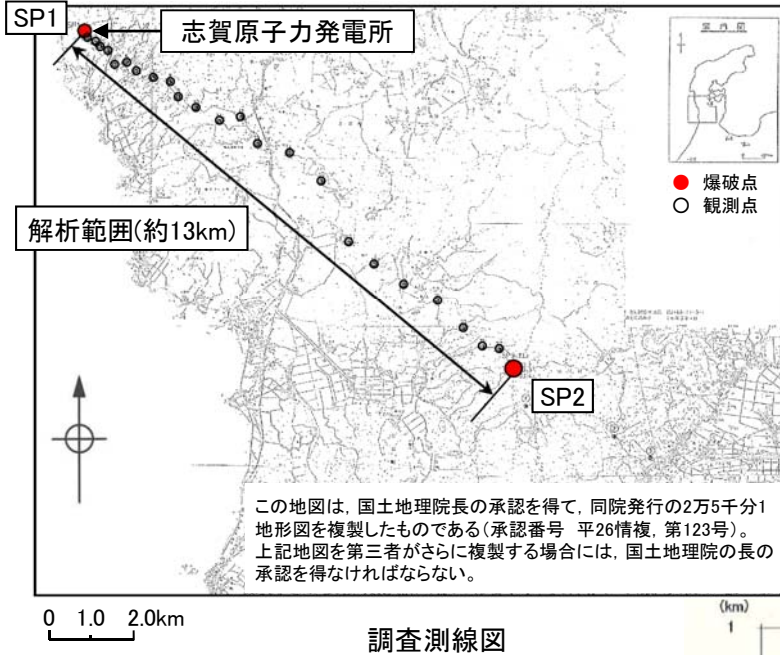 SP1
志賀原子力発電所
案内図
爆破点
観測点
解析範囲(約13km)
SP2
この地図は，国土地理院長の承認を得て，同院発行の2万5千分1
地形図を複製したものである(承認番号　平26情複，第123号)。
上記地図を第三者がさらに複製する場合には，国土地理院の長の
承認を得なければならない。
0 1.0 2.0km
調査測線図
(km)
1